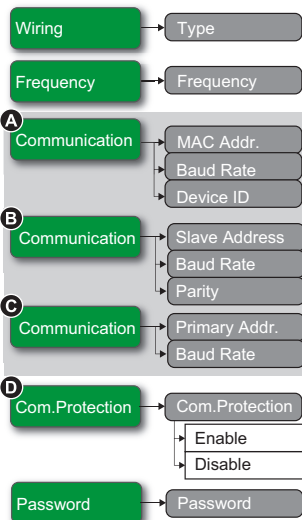 Wiring
Type
Frequency
Frequency
A
Communication
MAC Addr.
Baud Rate
Device ID
B
Communication
Slave Address
Baud Rate
Parity
C
Communication
Primary Addr.
Baud Rate
D
Com.Protection
Com.Protection
Enable
Disable
Password
Password